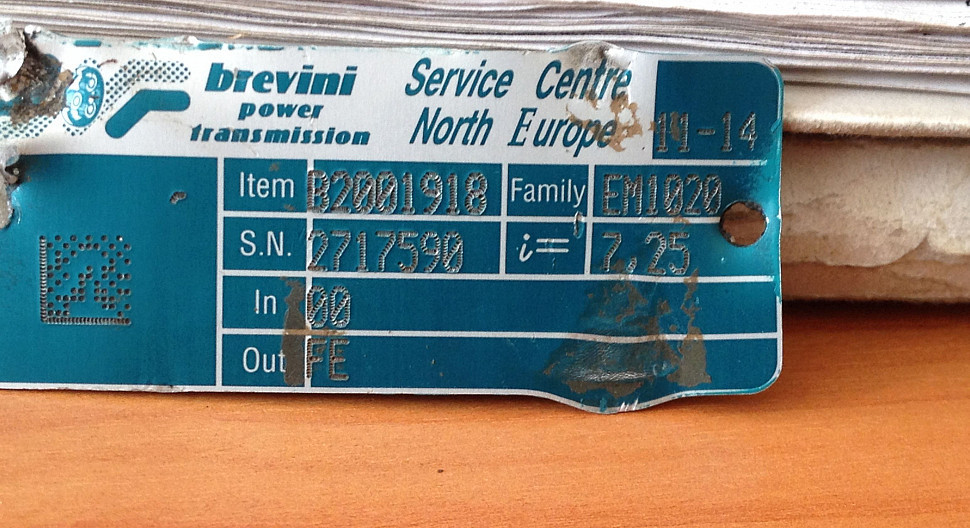 brevini
power
transmission
Service Centre
North Europe
11-14
Item B2001918 Family EM1020
S.N. 2717590 i= 7,25
In 00
Out FE